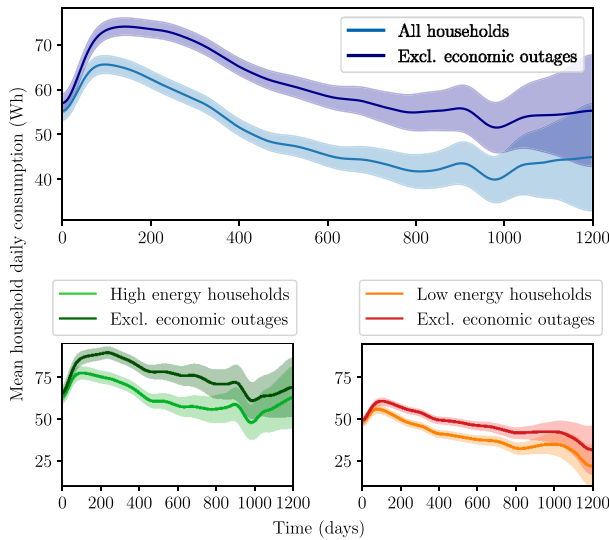 Mean household daily consumption (Wh)
70
60
50
40
All households
Excl. economic outages
0 200 400 600 800 1000 1200
High energy households
Excl. economic outages
Low energy households
Excl. economic outages
75
50
25
0 200 400 600 800 1000 1200
75
50
25
0 200 400 600 800 1000 1200
Time (days)